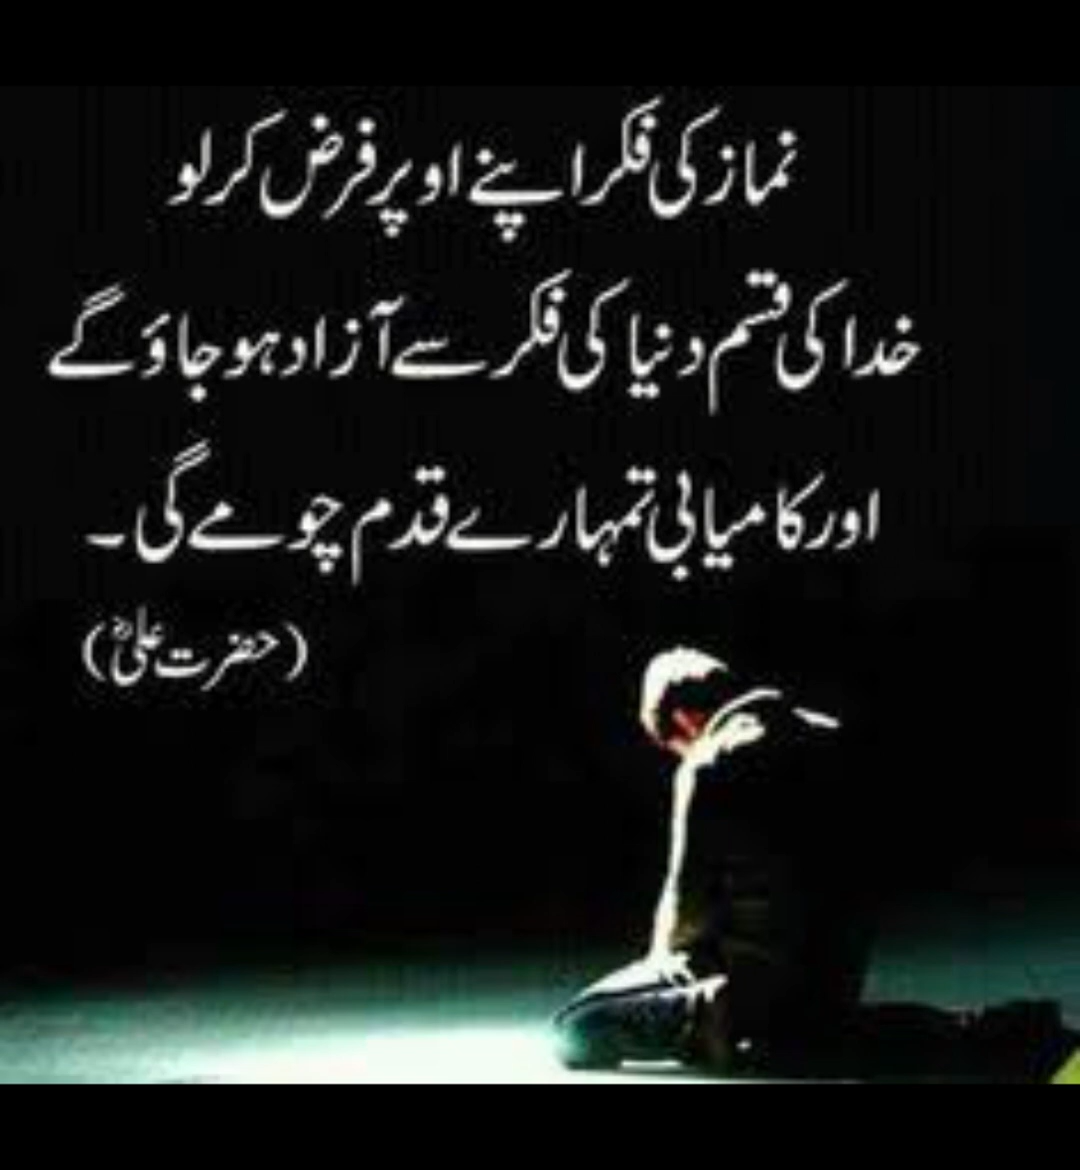 نماز کی فکر اپنے اوپر فرض کر لو
خدا کی قسم دنیا کی فکر سے آزاد ہو جاؤ گے
اور کامیابی تمہارے قدم چومے گی۔
(حضرت علیؓ)